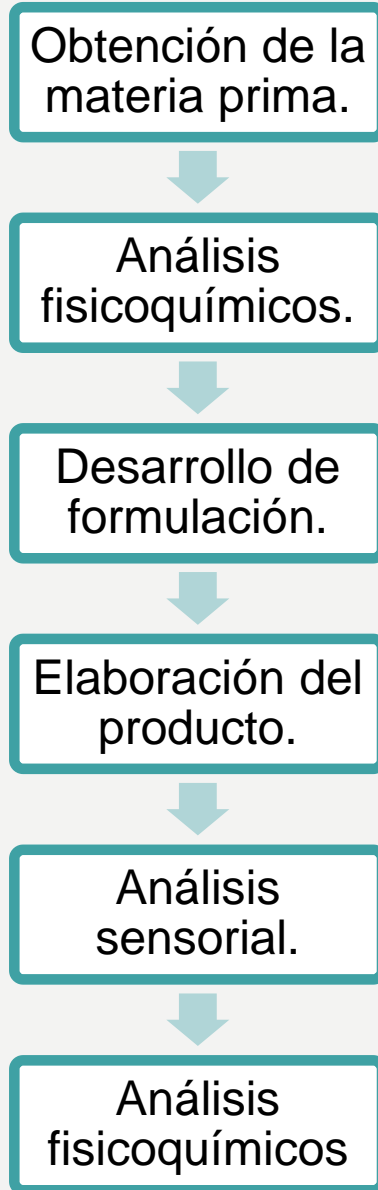 Obtención de la
materia prima.
Análisis
fisicoquímicos.
Desarrollo de
formulación.
Elaboración del
producto.
Análisis
sensorial.
Análisis
fisicoquímicos